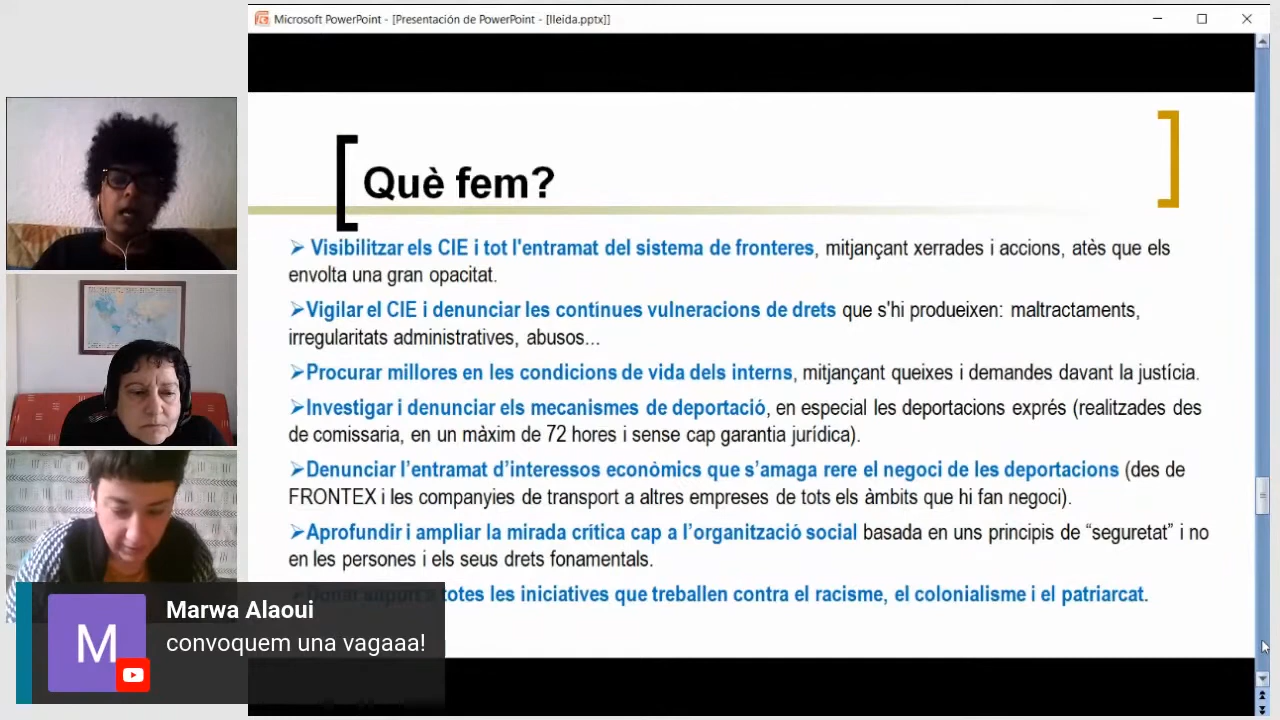 Microsoft PowerPoint - [Presentación de PowerPoint - [lleida.pptx]]
Què fem?
➢ Visibilitzar els CIE i tot l'entramat del sistema de fronteres, mitjançant xerrades i accions, atès que els
envolta una gran opacitat.
➢Vigilar el CIE i denunciar les contínues vulneracions de drets que s'hi produeixen: maltractaments,
irregularitats administratives, abusos...
➢Procurar millores en les condicions de vida dels interns, mitjançant queixes i demandes davant la justícia.
➢Investigar i denunciar els mecanismes de deportació, en especial les deportacions exprés (realitzades des
de comissaria, en un màxim de 72 hores i sense cap garantia jurídica).
➢Denunciar l’entramat d’interessos econòmics que s’amaga rere el negoci de les deportacions (des de
FRONTEX i les companyies de transport a altres empreses de tots els àmbits que hi fan negoci).
➢Aprofundir i ampliar la mirada crítica cap a l’organització social basada en uns principis de “seguretat” i no
en les persones i els seus drets fonamentals.
totes les iniciatives que treballen contra el racisme, el colonialisme i el patriarcat.
M
Marwa Alaoui
convoquem una vagaaa!